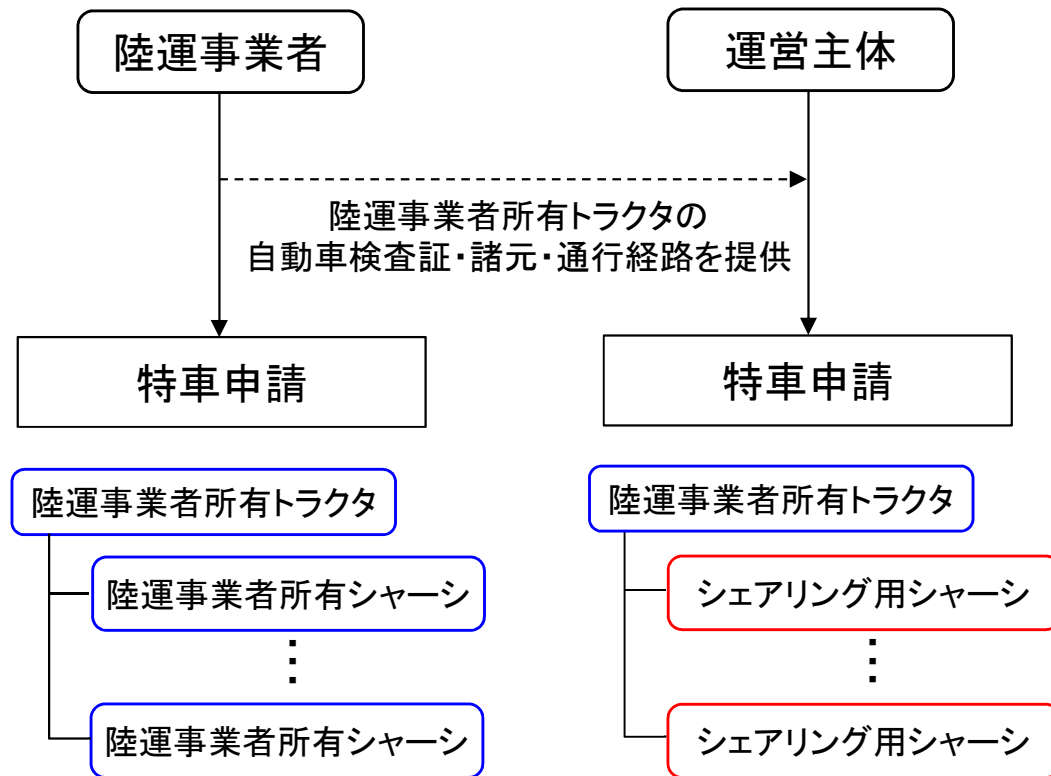 陸運事業者
運営主体
陸運事業者所有トラクタの
自動車検査証・諸元・通行経路を提供
特車申請
特車申請
陸運事業者所有トラクタ
陸運事業者所有シャーシ
陸運事業者所有シャーシ
陸運事業者所有トラクタ
シェアリング用シャーシ
シェアリング用シャーシ